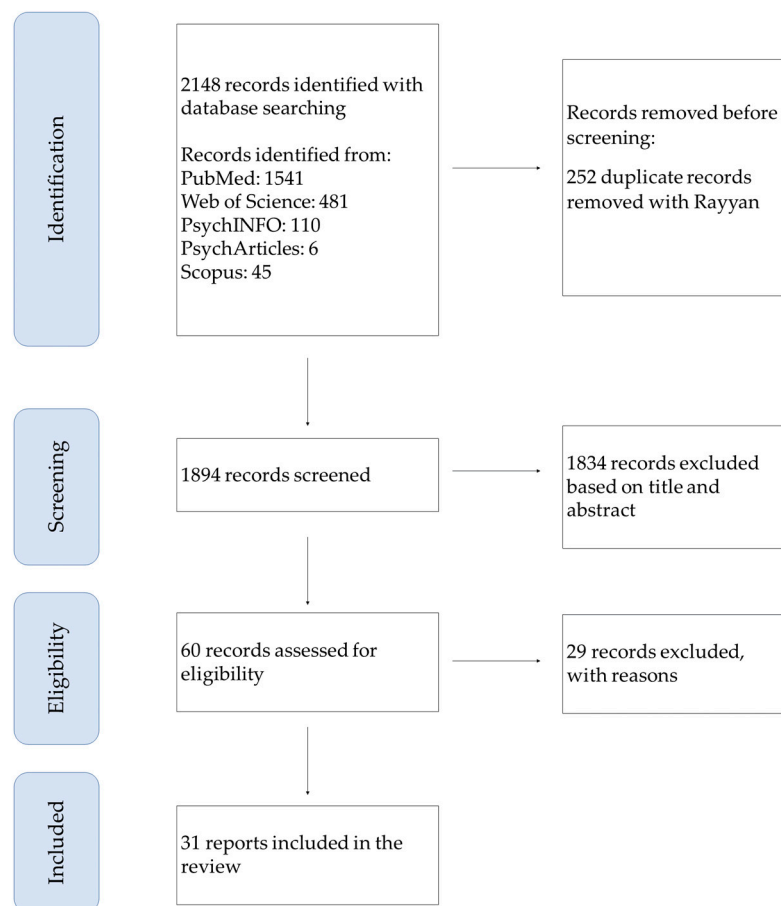 Identification
2148 records identified with
database searching
Records identified from:
PubMed: 1541
Web of Science: 481
PsychINFO: 110
PsychArticles: 6
Scopus: 45
Records removed before
screening:
252 duplicate records
removed with Rayyan
Screening
1894 records screened
1834 records excluded
based on title and
abstract
Eligibility
60 records assessed for
eligibility
29 records excluded,
with reasons
Included
31 reports included in the
review